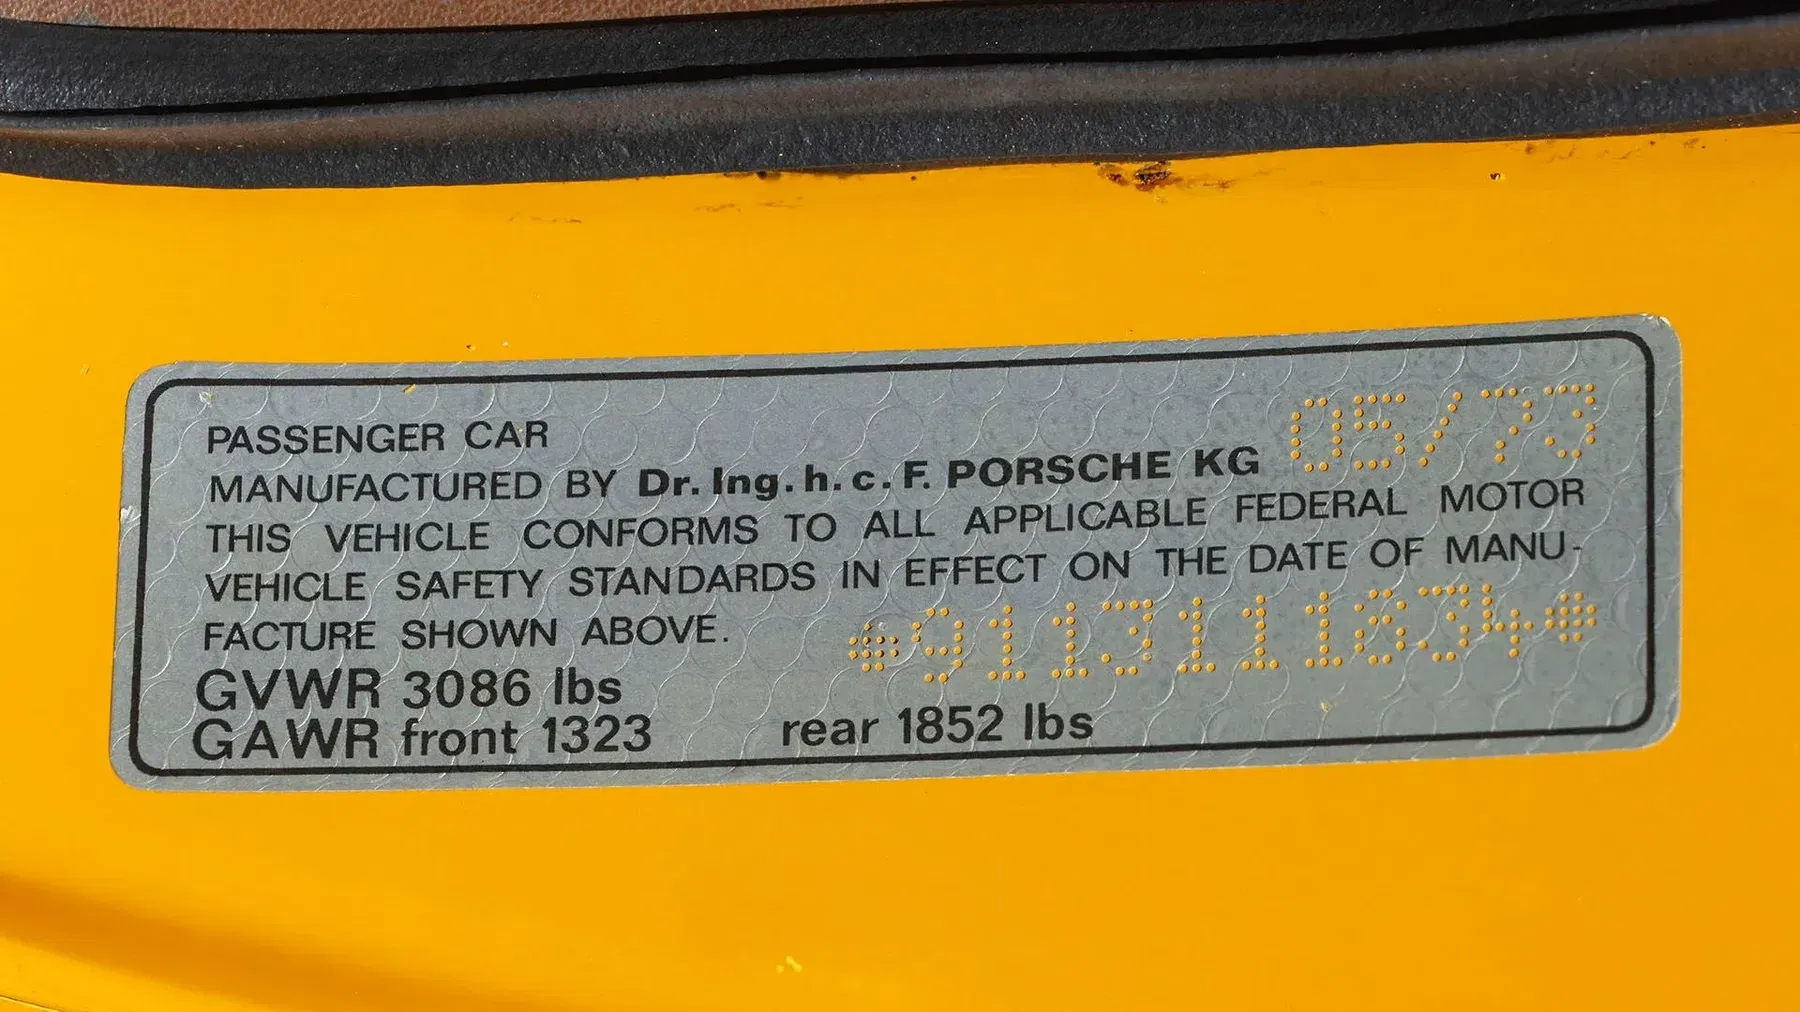 PASSENGER CAR
MANUFACTURED BY Dr. Ing. h. c. F. PORSCHE KG 05/73
THIS VEHICLE CONFORMS TO ALL APPLICABLE FEDERAL MOTOR
VEHICLE SAFETY STANDARDS IN EFFECT ON THE DATE OF MANU-
FACTURE SHOWN ABOVE. *9113111834*
GVWR 3086 lbs
GAWR front 1323 rear 1852 lbs